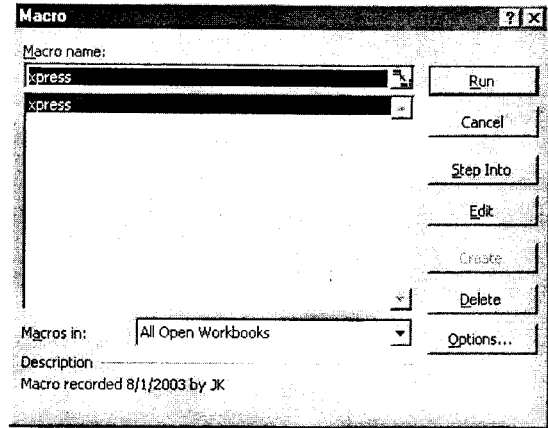 Macro
Macro name:
xpress
xpress
Run
Cancel
Step Into
Edit
Create
Delete
Options...
Macros in:
All Open Workbooks
Description
Macro recorded 8/1/2003 by JK